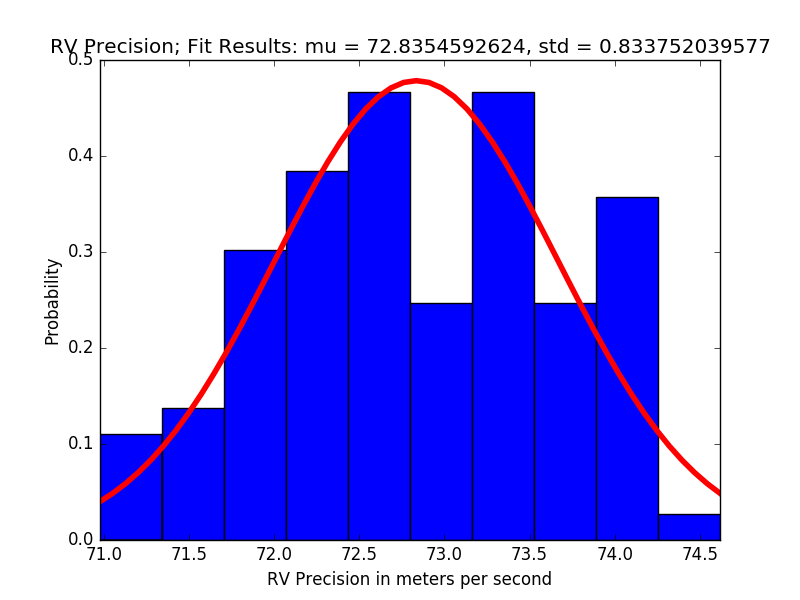 RV Precision; Fit Results: mu = 72.8354592624, std = 0.833752039577
0.5
0.4
0.3
0.2
0.1
0.0
Probability
71.0 71.5 72.0 72.5 73.0 73.5 74.0 74.5
RV Precision in meters per second